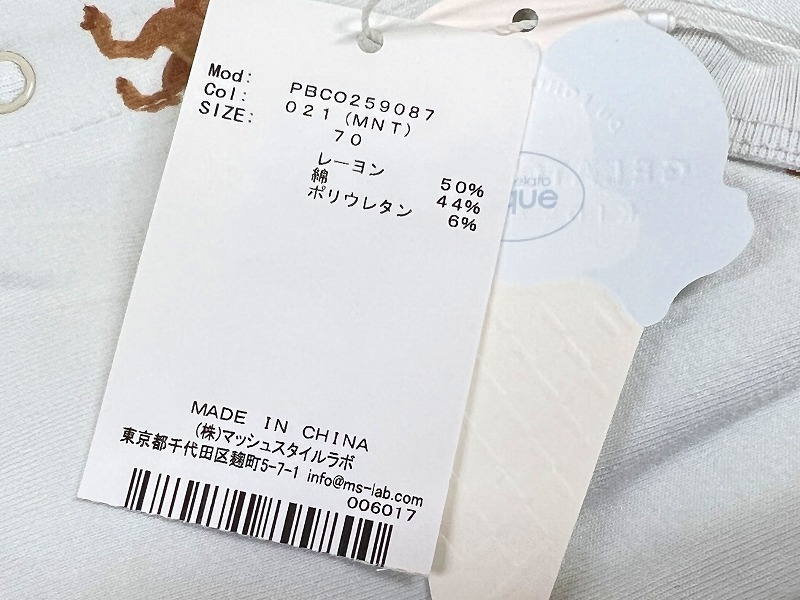 Mod: PBCO259087
Col: 021 (MNT)
SIZE: 70
レーヨン 50%
綿 44%
ポリウレタン 6%
MADE IN CHINA
(株)マッシュスタイルラボ
東京都千代田区麹町5-7-1 info@ms-lab.com
006017
que